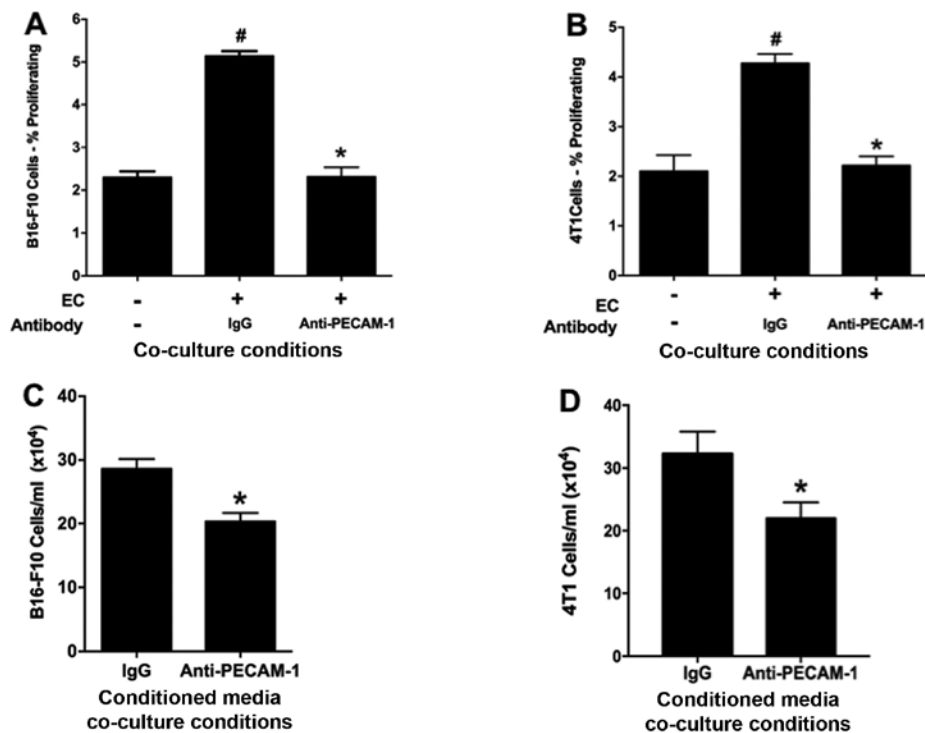 A
B16-F10 Cells - % Proliferating
6
5
4
3
2
1
0
#
*
EC - + +
Antibody - IgG Anti-PECAM-1
Co-culture conditions
B
4T1Cells - % Proliferating
5
4
3
2
1
0
#
*
EC - + +
Antibody - IgG Anti-PECAM-1
Co-culture conditions
C
B16-F10 Cells/ml (x10⁴)
40
30
20
10
0
*
IgG Anti-PECAM-1
Conditioned media
co-culture conditions
D
4T1 Cells/ml (x10⁴)
40
30
20
10
0
*
IgG Anti-PECAM-1
Conditioned media
co-culture conditions